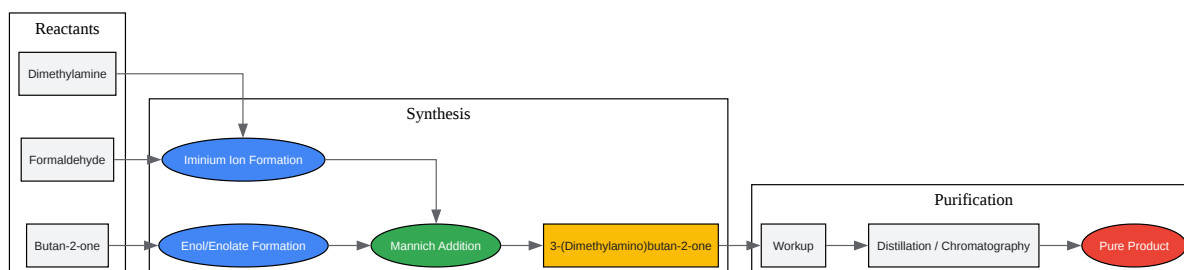 Reactants
Dimethylamine
Formaldehyde
Butan-2-one
Synthesis
Iminium Ion Formation
Enol/Enolate Formation
Mannich Addition
3-(Dimethylamino)butan-2-one
Purification
Workup
Distillation / Chromatography
Pure Product